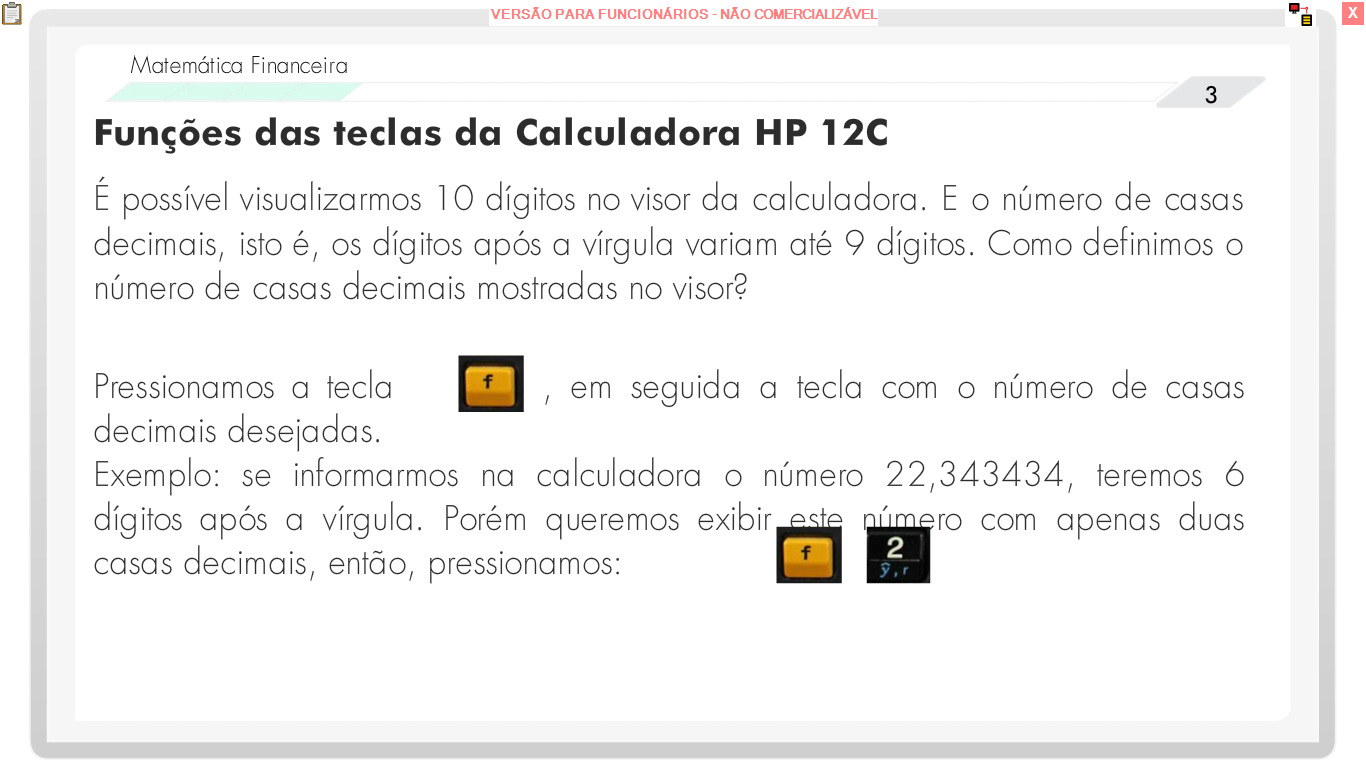 VERSÃO PARA FUNCIONÁRIOS - NÃO COMERCIALIZÁVEL
X
Matemática Financeira
3
Funções das teclas da Calculadora HP 12C
É possível visualizarmos 10 dígitos no visor da calculadora. E o número de casas
decimais, isto é, os dígitos após a vírgula variam até 9 dígitos. Como definimos o
número de casas decimais mostradas no visor?
Pressionamos a tecla f , em seguida a tecla com o número de casas
decimais desejadas.
Exemplo: se informarmos na calculadora o número 22,343434, teremos 6
dígitos após a vírgula. Porém queremos exibir este número com apenas duas
casas decimais, então, pressionamos: f 2
ŷ,r